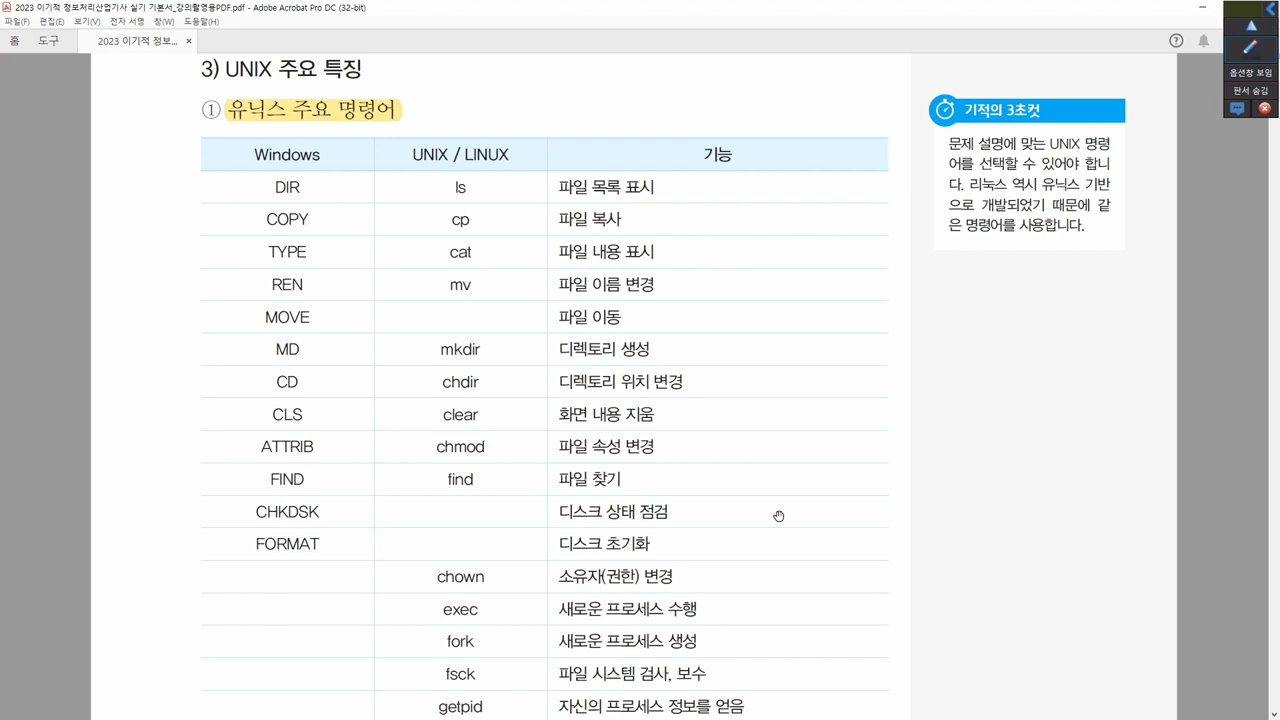 2023 이기적 정보처리산업기사 실기 기본서_강의촬영용PDF.pdf - Adobe Acrobat Pro DC (32-bit)
파일(F) 편집(E) 보기(V) 전자 서명 창(W) 도움말(H)
홈 도구 2023 이기적 정보... ×
옵션창 보임
판서 숨김
3) UNIX 주요 특징
① 유닉스 주요 명령어
Windows UNIX / LINUX 기능
DIR ls 파일 목록 표시
COPY cp 파일 복사
TYPE cat 파일 내용 표시
REN mv 파일 이름 변경
MOVE 파일 이동
MD mkdir 디렉토리 생성
CD chdir 디렉토리 위치 변경
CLS clear 화면 내용 지움
ATTRIB chmod 파일 속성 변경
FIND find 파일 찾기
CHKDSK 디스크 상태 점검
FORMAT 디스크 초기화
chown 소유자(권한) 변경
exec 새로운 프로세스 수행
fork 새로운 프로세스 생성
fsck 파일 시스템 검사, 보수
getpid 자신의 프로세스 정보를 얻음
기적의 3초컷
문제 설명에 맞는 UNIX 명령
어를 선택할 수 있어야 합니
다. 리눅스 역시 유닉스 기반
으로 개발되었기 때문에 같
은 명령어를 사용합니다.